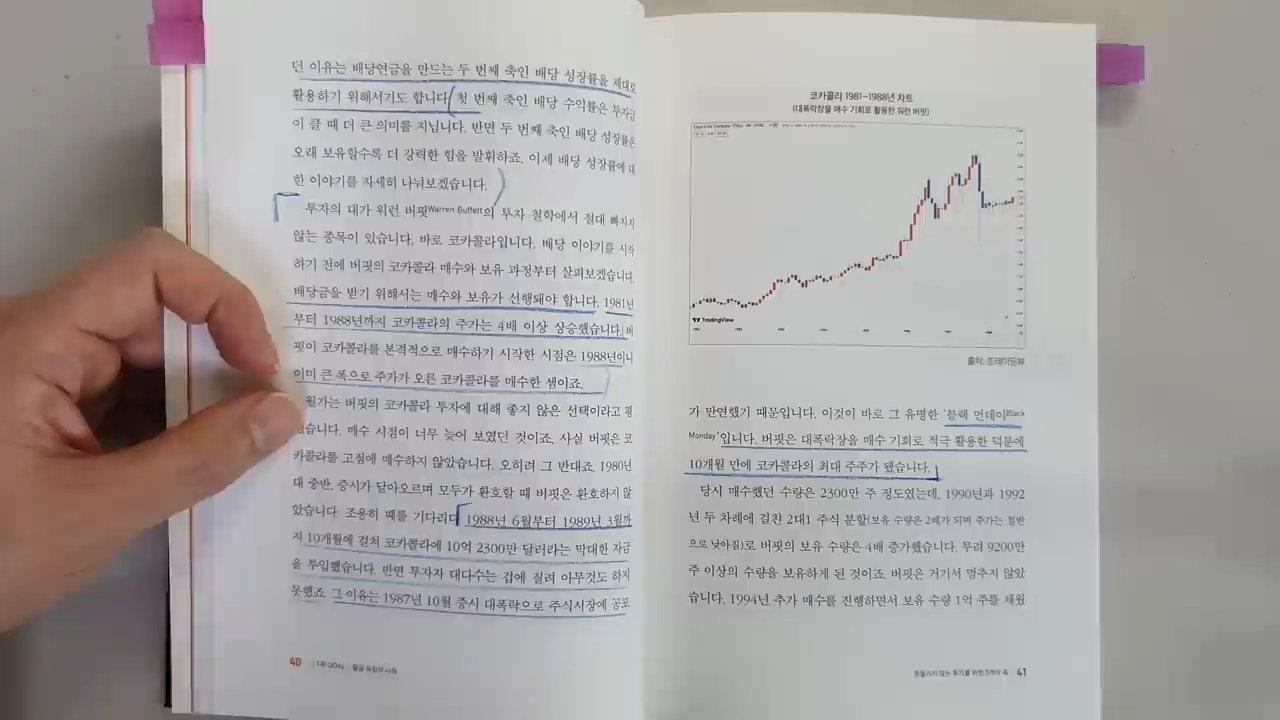 던 이유는 배당연금을 만드는 두 번째 축인 배당 성장률을 제대로
활용하기 위해서기도 합니다. 첫 번째 축인 배당 수익률은 투자금
이 클 때 더 큰 의미를 지닙니다. 반면 두 번째 축인 배당 성장률은
오래 보유할수록 더 강력한 힘을 발휘하죠. 이제 배당 성장률에 대
한 이야기를 자세히 나눠보겠습니다.
투자의 대가 워런 버핏Warren Buffett의 투자 철학에서 절대 빠지지
않는 종목이 있습니다. 바로 코카콜라입니다. 배당 이야기를 시작
하기 전에 버핏의 코카콜라 매수와 보유 과정부터 살펴보겠습니다.
배당금을 받기 위해서는 매수와 보유가 선행돼야 합니다. 1981년
부터 1988년까지 코카콜라의 주가는 4배 이상 상승했습니다. 버
핏이 코카콜라를 본격적으로 매수하기 시작한 시점은 1988년이니
이미 큰 폭으로 주가가 오른 코카콜라를 매수한 셈이죠.
월가는 버핏의 코카콜라 투자에 대해 좋지 않은 선택이라고 평
했습니다. 매수 시점이 너무 늦어 보였던 것이죠. 사실 버핏은 코
카콜라를 고점에 매수하지 않았습니다. 오히려 그 반대죠. 1980년
대 중반, 증시가 달아오르며 모두가 환호할 때 버핏은 환호하지 않
았습니다. 조용히 때를 기다리다 1988년 6월부터 1989년 3월까
지 10개월에 걸쳐 코카콜라에 10억 2300만 달러라는 막대한 자금
을 투입했습니다. 반면 투자자 대다수는 겁에 질려 아무것도 하지
못했죠. 그 이유는 1987년 10월 증시 대폭락으로 주식시장에 공포
40 1부 GOAL
코카콜라 1981~1988년 차트
(대폭락장을 매수 기회로 활용한 워런 버핏)
TradingView
출처: 트레이딩뷰
가 만연했기 때문입니다. 이것이 바로 그 유명한 '블랙 먼데이Black
Monday'입니다. 버핏은 대폭락장을 매수 기회로 적극 활용한 덕분에
10개월 만에 코카콜라의 최대 주주가 됐습니다.
당시 매수했던 수량은 2300만 주 정도였는데, 1990년과 1992
년 두 차례에 걸친 2대1 주식 분할(보유 수량은 2배가 되며 주가는 절반
으로 낮아짐)로 버핏의 보유 수량은 4배 증가했습니다. 무려 9200만
주 이상의 수량을 보유하게 된 것이죠. 버핏은 거기서 멈추지 않았
습니다. 1994년 추가 매수를 진행하면서 보유 수량 1억 주를 채웠
흔들리지 않는 투자를 위한 3개의 축 41